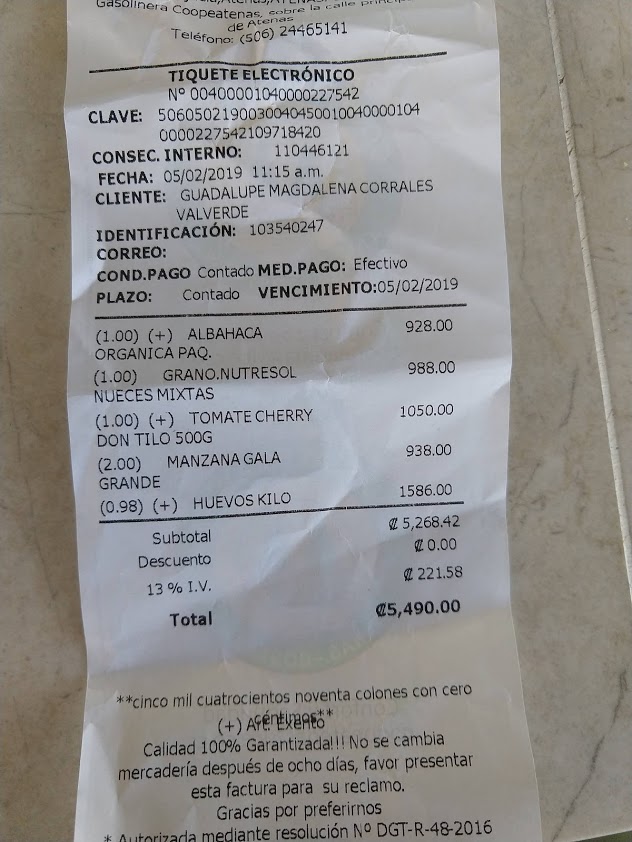 Gasolinera Coopeatenas, sobre la calle principal
de Atenas
Teléfono: (506) 24465141
TIQUETE ELECTRÓNICO
Nº 00400001040000227542
CLAVE: 50605021900300404500100400001​04
0000227542109718420
CONSEC. INTERNO: 110446121
FECHA: 05/02/2019 11:15 a.m.
CLIENTE: GUADALUPE MAGDALENA CORRALES
VALVERDE
IDENTIFICACIÓN: 103540247
CORREO:
COND.PAGO Contado MED.PAGO: Efectivo
PLAZO: Contado VENCIMIENTO:05/02/2019
(1.00) (+) ALBAHACA 928.00
ORGANICA PAQ.
(1.00) GRANO.NUTRESOL 988.00
NUECES MIXTAS
(1.00) (+) TOMATE CHERRY 1050.00
DON TILO 500G
(2.00) MANZANA GALA 938.00
GRANDE
(0.98) (+) HUEVOS KILO 1586.00
Subtotal ₡ 5,268.42
Descuento ₡ 0.00
13 % I.V. ₡ 221.58
Total ₡5,490.00
**cinco mil cuatrocientos noventa colones con cero
céntimos**
(+) Art. Exento
Calidad 100% Garantizada!!! No se cambia
mercadería después de ocho días, favor presentar
esta factura para su reclamo.
Gracias por preferirnos
* Autorizada mediante resolución Nº DGT-R-48-2016